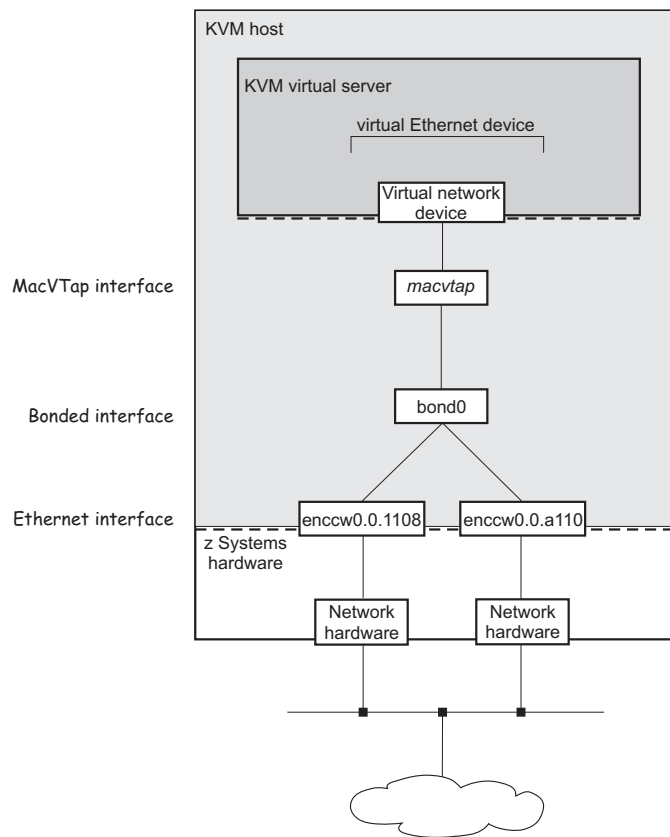 KVM host
KVM virtual server
virtual Ethernet device
Virtual network
device
MacVTap interface
macvtap
Bonded interface
bond0
Ethernet interface
enccw0.0.1108
enccw0.0.a110
z Systems
hardware
Network
hardware
Network
hardware